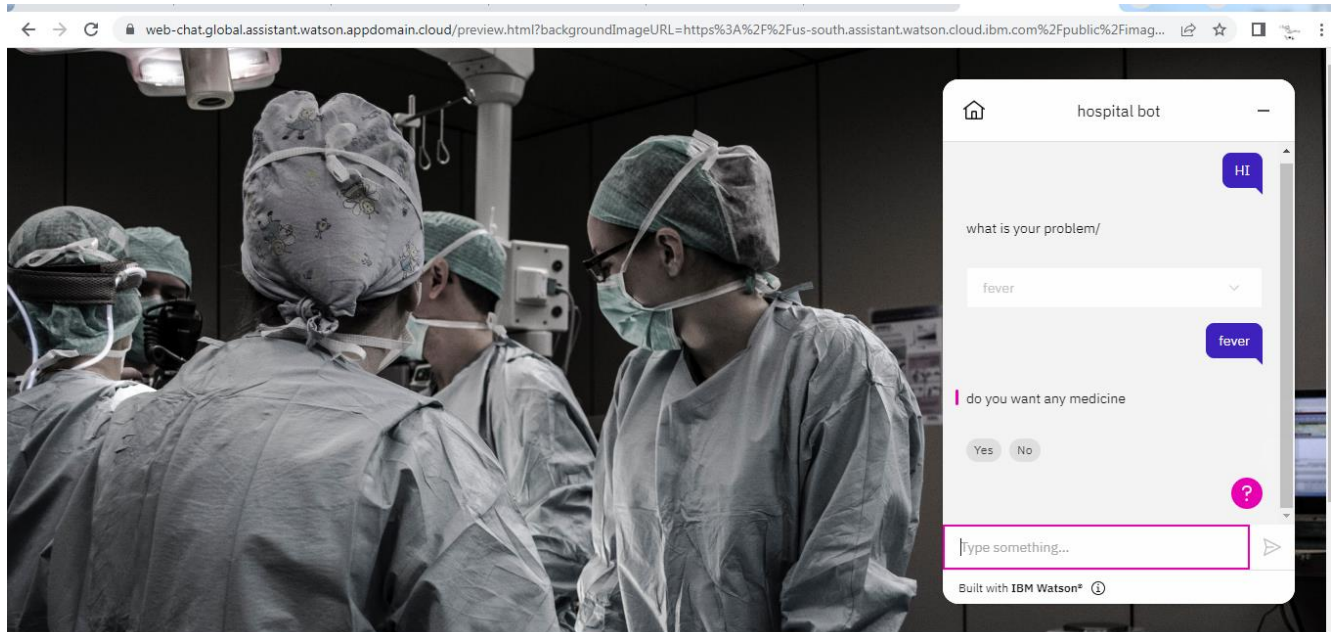 web-chat.global.assistant.watson.appdomain.cloud/preview.html?backgroundImageURL=https%3A%2F%2Fus-south.assistant.watson.cloud.ibm.com%2Fpublic%2Fimag...
hospital bot
HI
what is your problem/
fever
fever
do you want any medicine
Yes No
?
Type something...
Built with IBM Watson®